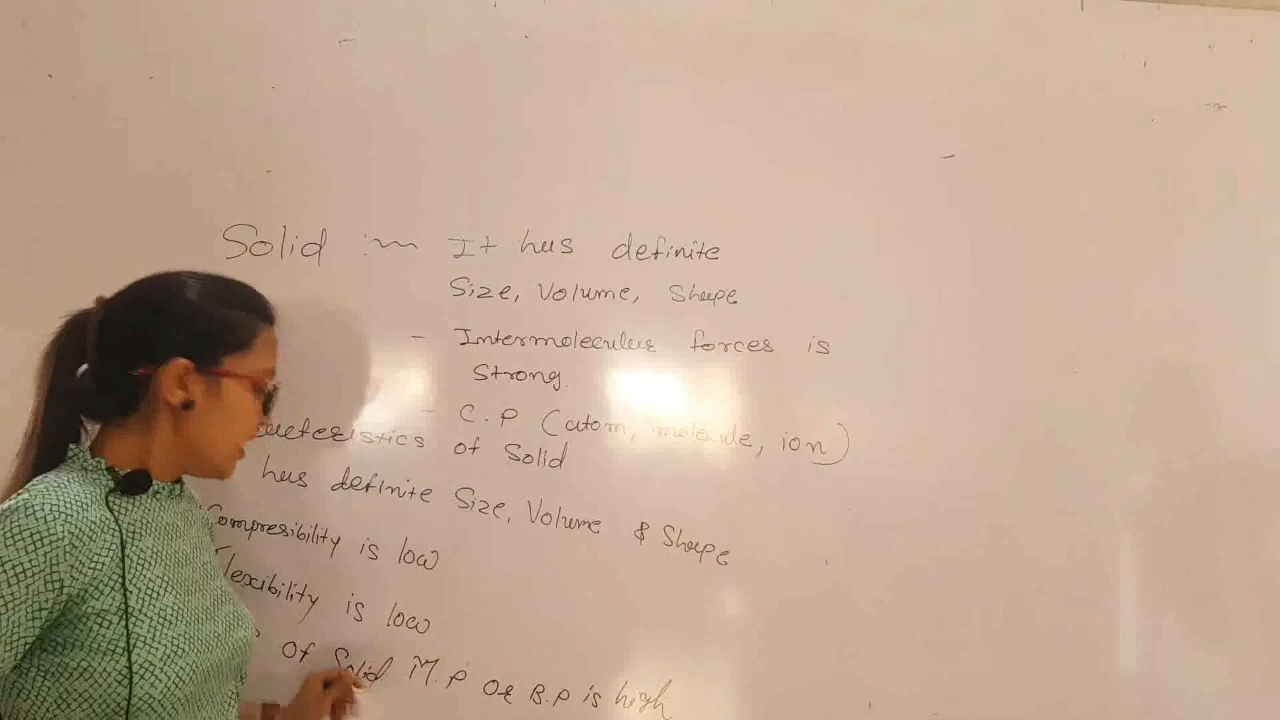 Solid :— It has definite
Size, Volume, Shape
- Intermolecular forces is
Strong.
- C.P (atom, molecule, ion)
of Solid
has definite Size, Volume & Shape
Compresibility is low
Flexibility is low
Of Solid M.P Or B.P is high